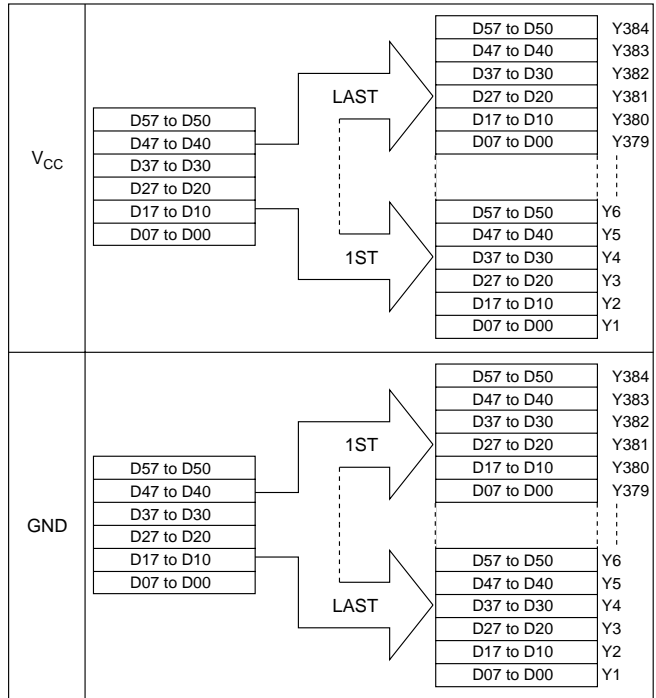 V_CC
D57 to D50
D47 to D40
D37 to D30
D27 to D20
D17 to D10
D07 to D00
LAST
1ST
D57 to D50 Y384
D47 to D40 Y383
D37 to D30 Y382
D27 to D20 Y381
D17 to D10 Y380
D07 to D00 Y379
D57 to D50 Y6
D47 to D40 Y5
D37 to D30 Y4
D27 to D20 Y3
D17 to D10 Y2
D07 to D00 Y1
GND
D57 to D50
D47 to D40
D37 to D30
D27 to D20
D17 to D10
D07 to D00
1ST
LAST
D57 to D50 Y384
D47 to D40 Y383
D37 to D30 Y382
D27 to D20 Y381
D17 to D10 Y380
D07 to D00 Y379
D57 to D50 Y6
D47 to D40 Y5
D37 to D30 Y4
D27 to D20 Y3
D17 to D10 Y2
D07 to D00 Y1